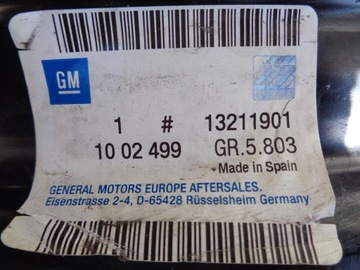 GM
1 # 13211901
10 02 499 GR.5.803
Made in Spain
GENERAL MOTORS EUROPE AFTERSALES.
Eisenstrasse 2-4, D-65428 Rüsselsheim Germany